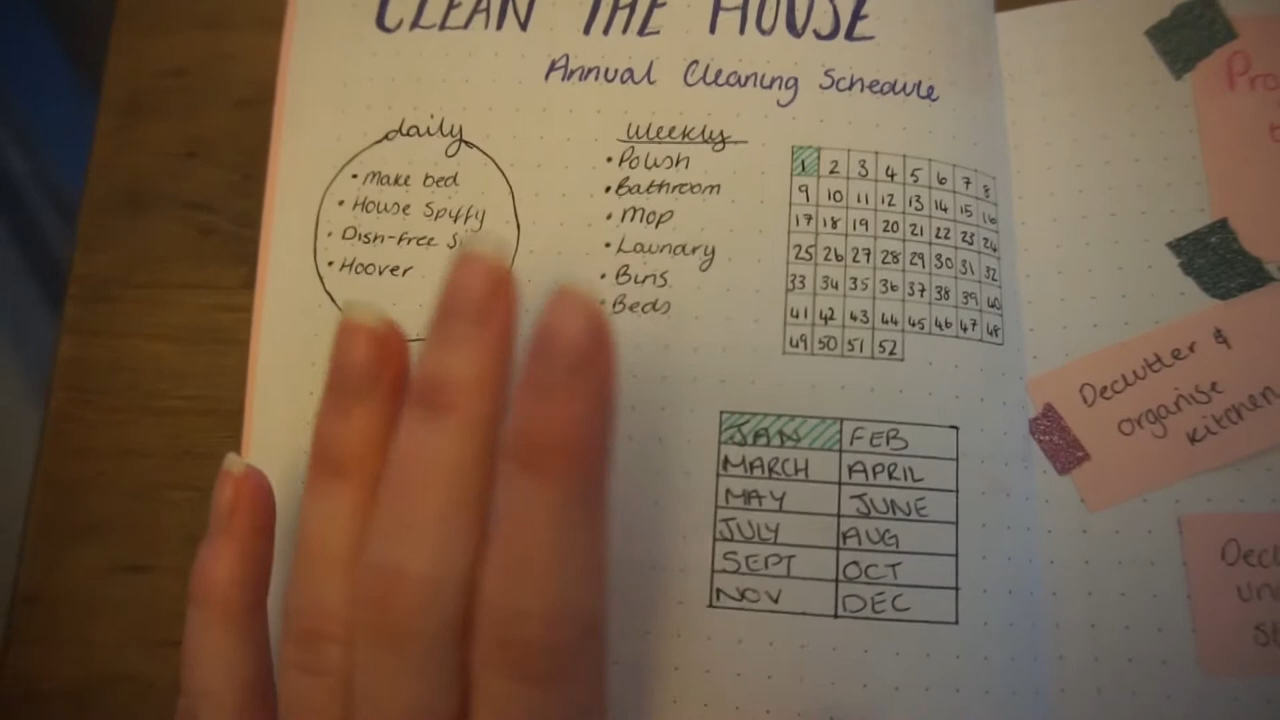 CLEAN THE HOUSE
Annual Cleaning Schedule
daily
• Make bed
• House Spiffy
• Dish-free
• Hoover
Weekly
• Polish
• Bathroom
• Mop
• Laundary
• Bins
• Beds
1 2 3 4 5 6 7 8
9 10 11 12 13 14 15 16
17 18 19 20 21 22 23 24
25 26 27 28 29 30 31 32
33 34 35 36 37 38 39 40
41 42 43 44 45 46 47 48
49 50 51 52
JAN FEB
MARCH APRIL
MAY JUNE
JULY AUG
SEPT OCT
NOV DEC
Declutter &
organise
kitchen